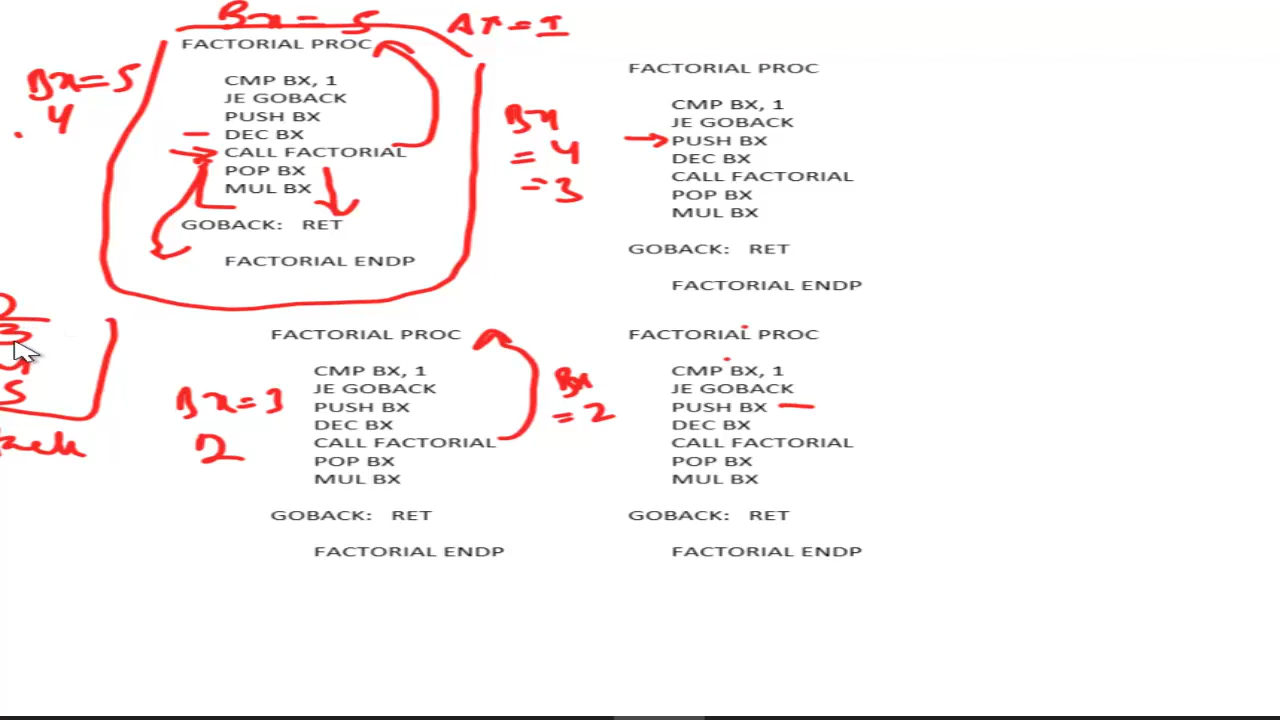 Bx = 5
Ax = 1
FACTORIAL PROC
Bx = 5
4
CMP BX, 1
JE GOBACK
PUSH BX
DEC BX
CALL FACTORIAL
POP BX
MUL BX
GOBACK: RET
FACTORIAL ENDP
Bx
= 4
= 3
FACTORIAL PROC
CMP BX, 1
JE GOBACK
PUSH BX
DEC BX
CALL FACTORIAL
POP BX
MUL BX
GOBACK: RET
FACTORIAL ENDP
2
3
4
5
FACTORIAL PROC
Bx = 3
2
CMP BX, 1
JE GOBACK
PUSH BX
DEC BX
CALL FACTORIAL
POP BX
MUL BX
GOBACK: RET
FACTORIAL ENDP
Bx
= 2
FACTORIAL PROC
CMP BX, 1
JE GOBACK
PUSH BX
DEC BX
CALL FACTORIAL
POP BX
MUL BX
GOBACK: RET
FACTORIAL ENDP